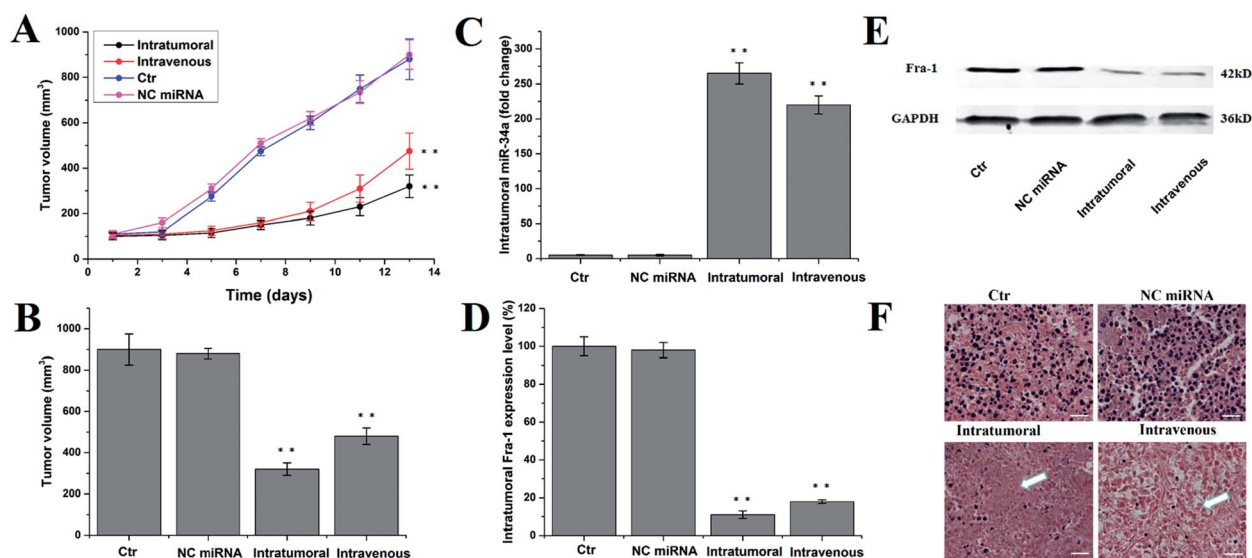 A
Intratumoral
Intravenous
Ctr
NC miRNA
Tumor volume (mm³)
1000
800
600
400
200
0 2 4 6 8 10 12 14
Time (days)
* *
* *
B
Tumor volume (mm³)
1000
800
600
400
200
0
* *
* *
Ctr NC miRNA Intratumoral Intravenous
C
Intratumoral miR-34a (fold change)
300
250
200
150
100
50
0
* *
* *
Ctr NC miRNA Intratumoral Intravenous
D
Intratumoral Fra-1 expression level (%)
120
100
80
60
40
20
0
* *
* *
Ctr NC miRNA Intratumoral Intravenous
E
Fra-1 42kD
GAPDH 36kD
Ctr NC miRNA Intratumoral Intravenous
F
Ctr NC miRNA
Intratumoral Intravenous